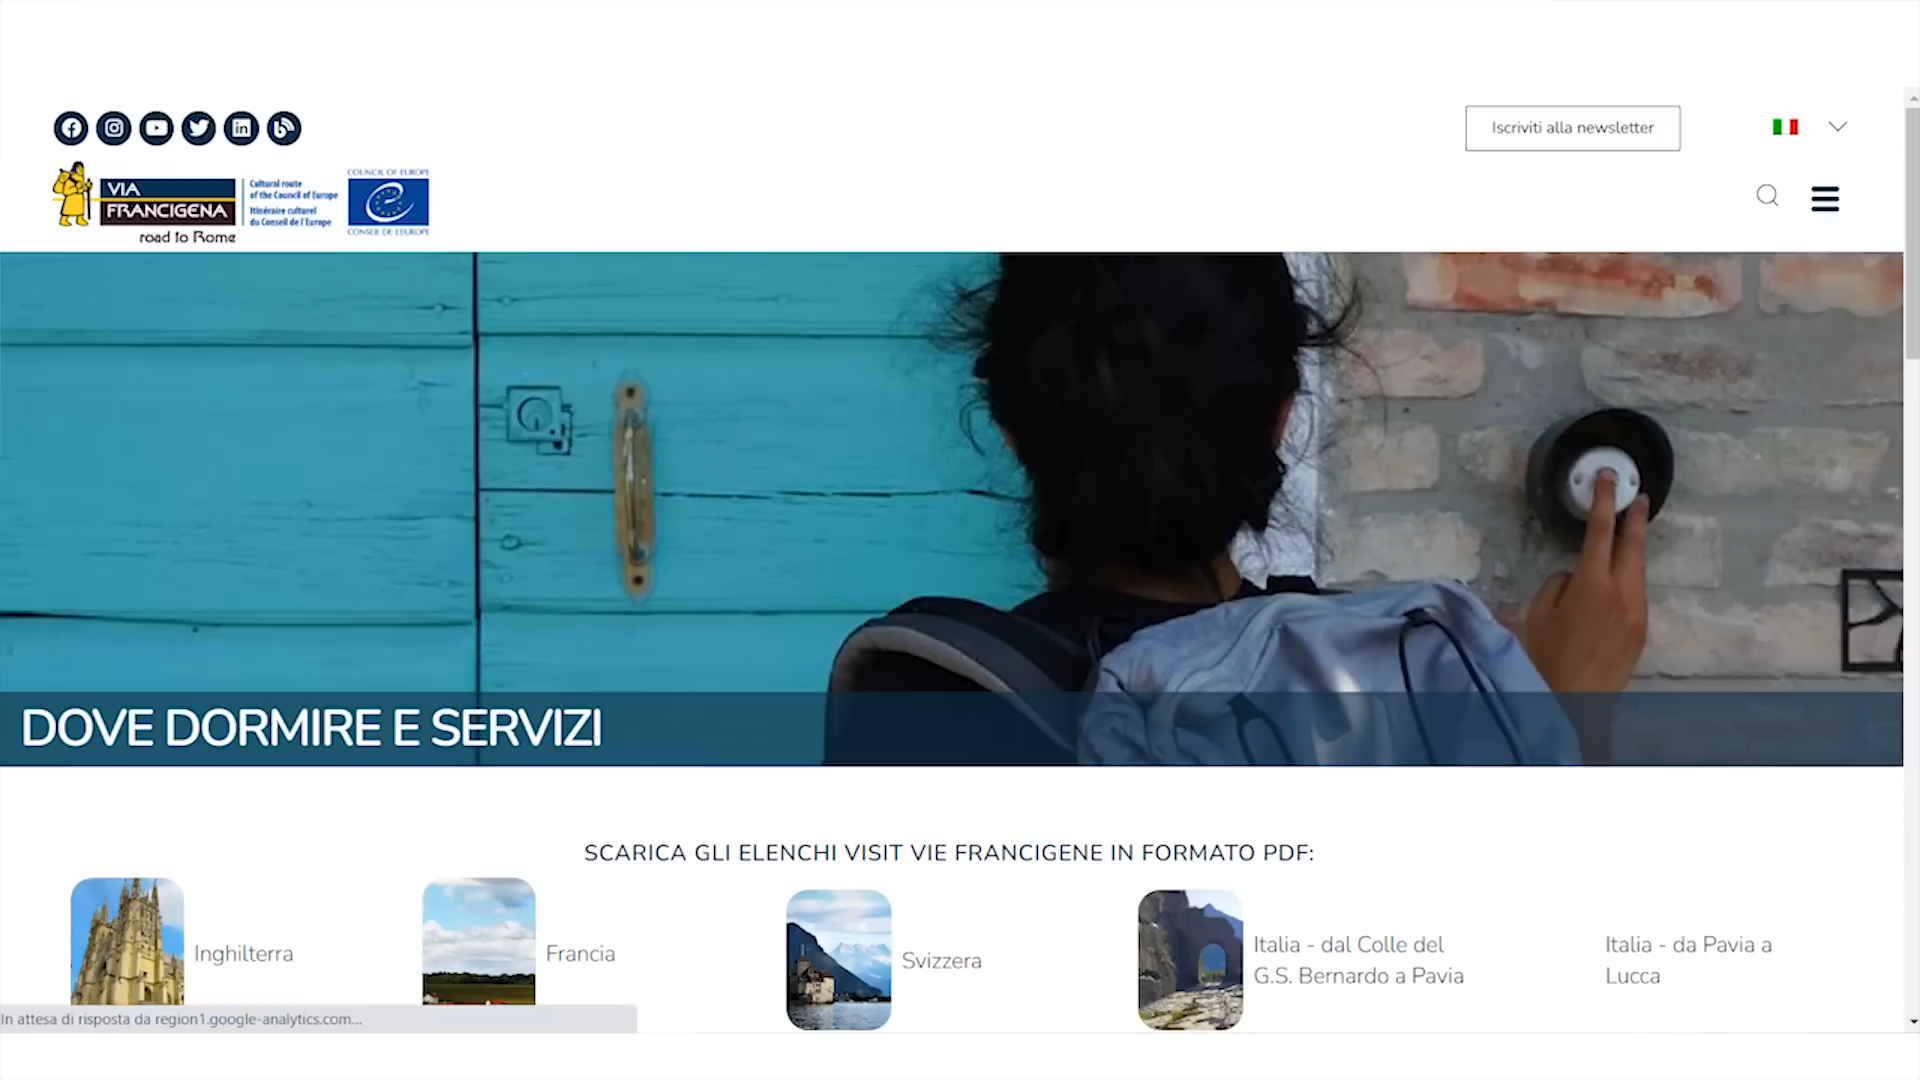 Iscriviti alla newsletter
VIA
FRANCIGENA
road to Rome
Cultural route
of the Council of Europe
Itinéraire culturel
du Conseil de l'Europe
COUNCIL OF EUROPE
CONSEIL DE L'EUROPE
DOVE DORMIRE E SERVIZI
SCARICA GLI ELENCHI VISIT VIE FRANCIGENE IN FORMATO PDF:
Inghilterra
Francia
Svizzera
Italia - dal Colle del
G.S. Bernardo a Pavia
Italia - da Pavia a
Lucca
In attesa di risposta da region1.google-analytics.com...